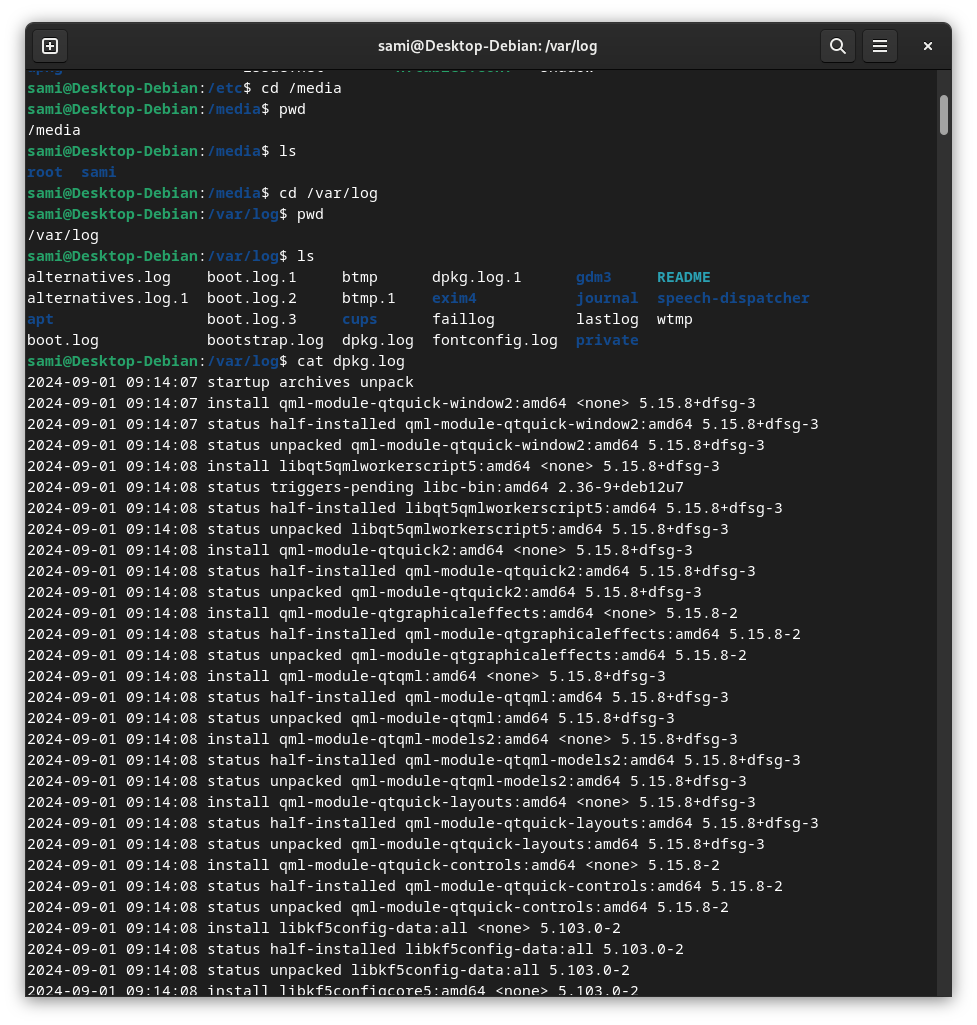 sami@Desktop-Debian: /var/log
sami@Desktop-Debian:/etc$ cd /media
sami@Desktop-Debian:/media$ pwd
/media
sami@Desktop-Debian:/media$ ls
root  sami
sami@Desktop-Debian:/media$ cd /var/log
sami@Desktop-Debian:/var/log$ pwd
/var/log
sami@Desktop-Debian:/var/log$ ls
alternatives.log    boot.log.1     btmp      dpkg.log.1      gdm3     README
alternatives.log.1  boot.log.2     btmp.1    exim4           journal  speech-dispatcher
apt                 boot.log.3     cups      faillog         lastlog  wtmp
boot.log            bootstrap.log  dpkg.log  fontconfig.log  private
sami@Desktop-Debian:/var/log$ cat dpkg.log
2024-09-01 09:14:07 startup archives unpack
2024-09-01 09:14:07 install qml-module-qtquick-window2:amd64 <none> 5.15.8+dfsg-3
2024-09-01 09:14:07 status half-installed qml-module-qtquick-window2:amd64 5.15.8+dfsg-3
2024-09-01 09:14:08 status unpacked qml-module-qtquick-window2:amd64 5.15.8+dfsg-3
2024-09-01 09:14:08 install libqt5qmlworkerscript5:amd64 <none> 5.15.8+dfsg-3
2024-09-01 09:14:08 status triggers-pending libc-bin:amd64 2.36-9+deb12u7
2024-09-01 09:14:08 status half-installed libqt5qmlworkerscript5:amd64 5.15.8+dfsg-3
2024-09-01 09:14:08 status unpacked libqt5qmlworkerscript5:amd64 5.15.8+dfsg-3
2024-09-01 09:14:08 install qml-module-qtquick2:amd64 <none> 5.15.8+dfsg-3
2024-09-01 09:14:08 status half-installed qml-module-qtquick2:amd64 5.15.8+dfsg-3
2024-09-01 09:14:08 status unpacked qml-module-qtquick2:amd64 5.15.8+dfsg-3
2024-09-01 09:14:08 install qml-module-qtgraphicaleffects:amd64 <none> 5.15.8-2
2024-09-01 09:14:08 status half-installed qml-module-qtgraphicaleffects:amd64 5.15.8-2
2024-09-01 09:14:08 status unpacked qml-module-qtgraphicaleffects:amd64 5.15.8-2
2024-09-01 09:14:08 install qml-module-qtqml:amd64 <none> 5.15.8+dfsg-3
2024-09-01 09:14:08 status half-installed qml-module-qtqml:amd64 5.15.8+dfsg-3
2024-09-01 09:14:08 status unpacked qml-module-qtqml:amd64 5.15.8+dfsg-3
2024-09-01 09:14:08 install qml-module-qtqml-models2:amd64 <none> 5.15.8+dfsg-3
2024-09-01 09:14:08 status half-installed qml-module-qtqml-models2:amd64 5.15.8+dfsg-3
2024-09-01 09:14:08 status unpacked qml-module-qtqml-models2:amd64 5.15.8+dfsg-3
2024-09-01 09:14:08 install qml-module-qtquick-layouts:amd64 <none> 5.15.8+dfsg-3
2024-09-01 09:14:08 status half-installed qml-module-qtquick-layouts:amd64 5.15.8+dfsg-3
2024-09-01 09:14:08 status unpacked qml-module-qtquick-layouts:amd64 5.15.8+dfsg-3
2024-09-01 09:14:08 install qml-module-qtquick-controls:amd64 <none> 5.15.8-2
2024-09-01 09:14:08 status half-installed qml-module-qtquick-controls:amd64 5.15.8-2
2024-09-01 09:14:08 status unpacked qml-module-qtquick-controls:amd64 5.15.8-2
2024-09-01 09:14:08 install libkf5config-data:all <none> 5.103.0-2
2024-09-01 09:14:08 status half-installed libkf5config-data:all 5.103.0-2
2024-09-01 09:14:08 status unpacked libkf5config-data:all 5.103.0-2
2024-09-01 09:14:08 install libkf5configcore5:amd64 <none> 5.103.0-2